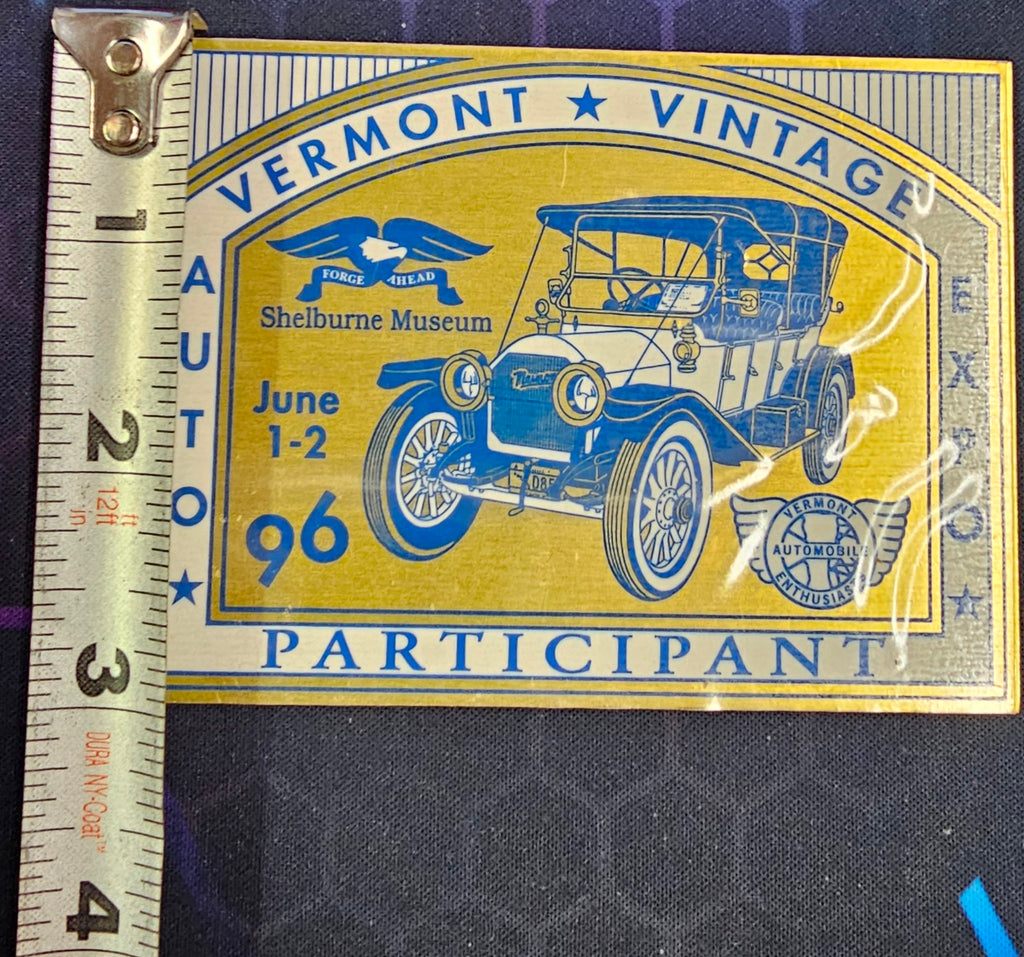 VERMONT ★ VINTAGE
AUTO ★
EXPO ★
FORGE AHEAD
Shelburne Museum
June
1-2
96
VERMONT
AUTOMOBILE
ENTHUSIASTS
PARTICIPANT
1
2
12ft
in
3
DURA NY-Coat™
4